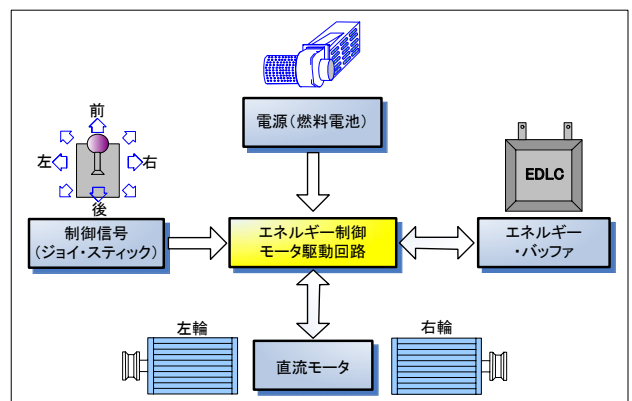 電源（燃料電池）
前
左
右
後
EDLC
制御信号
（ジョイ・スティック）
エネルギー制御
モータ駆動回路
エネルギー
・バッファ
左輪
右輪
直流モータ